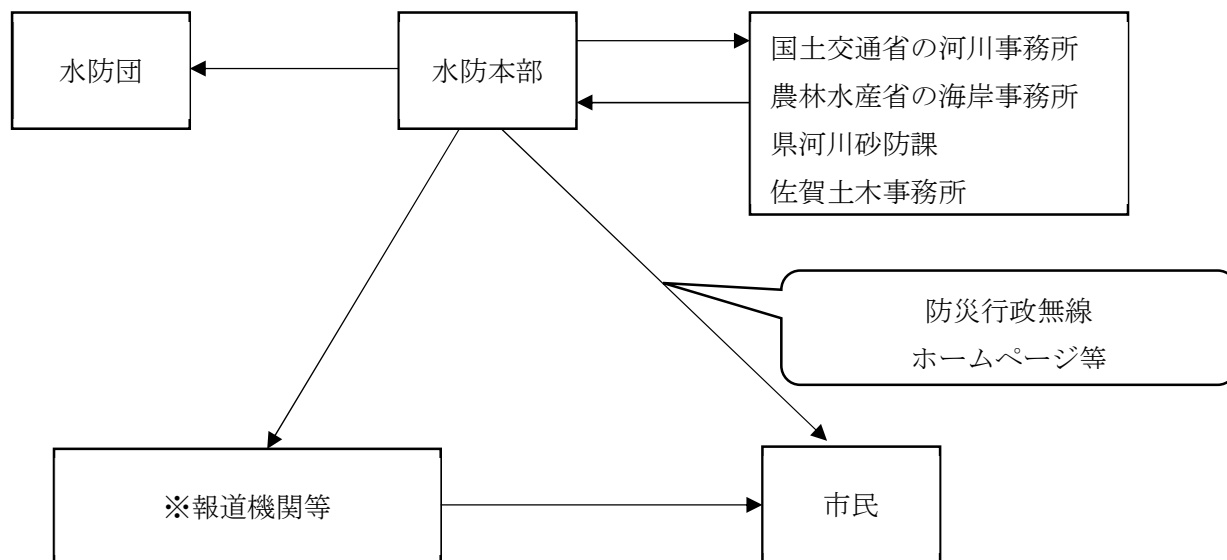 水防団
水防本部
国土交通省の河川事務所
農林水産省の海岸事務所
県河川砂防課
佐賀土木事務所
防災行政無線
ホームページ等
※報道機関等
市民